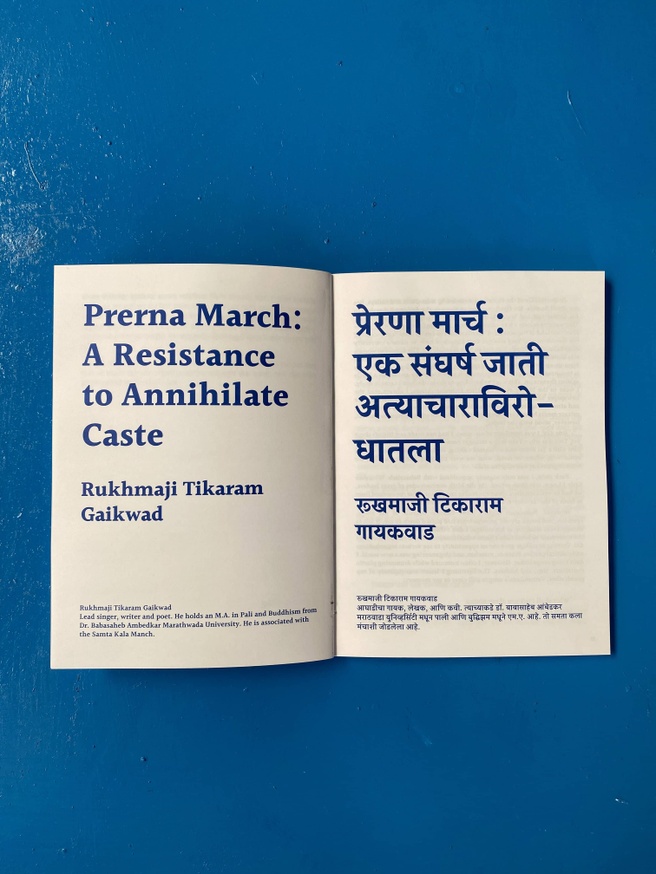 Prerna March:
A Resistance
to Annihilate
Caste
Rukhmaji Tikaram
Gaikwad
Rukhmaji Tikaram Gaikwad
Lead singer, writer and poet. He holds an M.A. in Pali and Buddhism from
Dr. Babasaheb Ambedkar Marathwada University. He is associated with
the Samta Kala Manch.
प्रेरणा मार्च :
एक संघर्ष जाती
अत्याचाराविरो–
धातला
रूखमाजी टिकाराम
गायकवाड
रूखमाजी टिकाराम गायकवाड
आघाडीचा गायक, लेखक, आणि कवी. त्याच्याकडे डॉ. बाबासाहेब आंबेडकर
मराठवाडा युनिव्हर्सिटी मधून पाली आणि बुद्धिझम मधून एम.ए. आहे. तो समता कला
मंचाशी जोडलेला आहे.